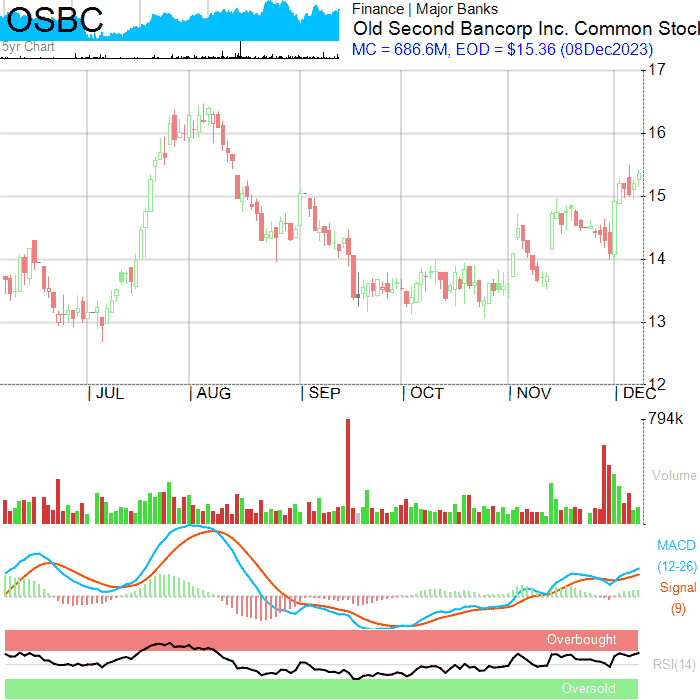 OSBC
5yr Chart
Finance | Major Banks
Old Second Bancorp Inc. Common Stoc
MC = 686.6M, EOD = $15.36 (08Dec2023)
17
16
15
14
13
12
JUL AUG SEP OCT NOV DEC
794k
Volume
MACD
(12-26)
Signal
(9)
Overbought
RSI(14)
Oversold